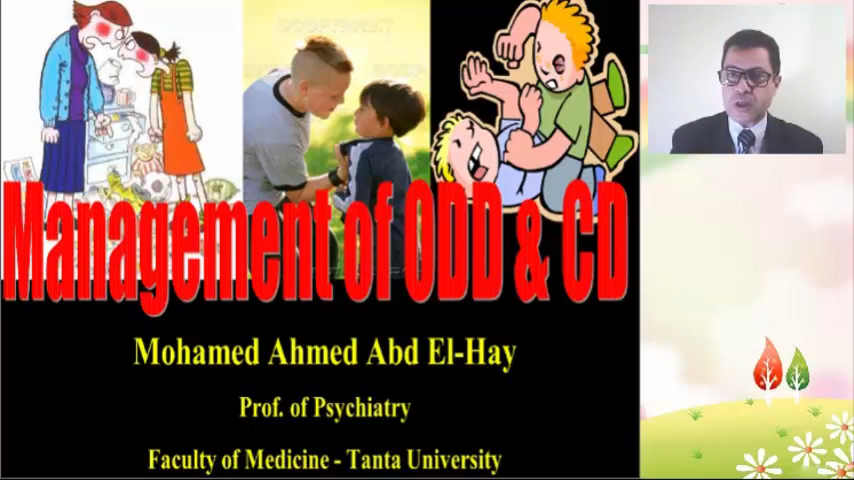 Management of ODD & CD
Mohamed Ahmed Abd El-Hay
Prof. of Psychiatry
Faculty of Medicine - Tanta University